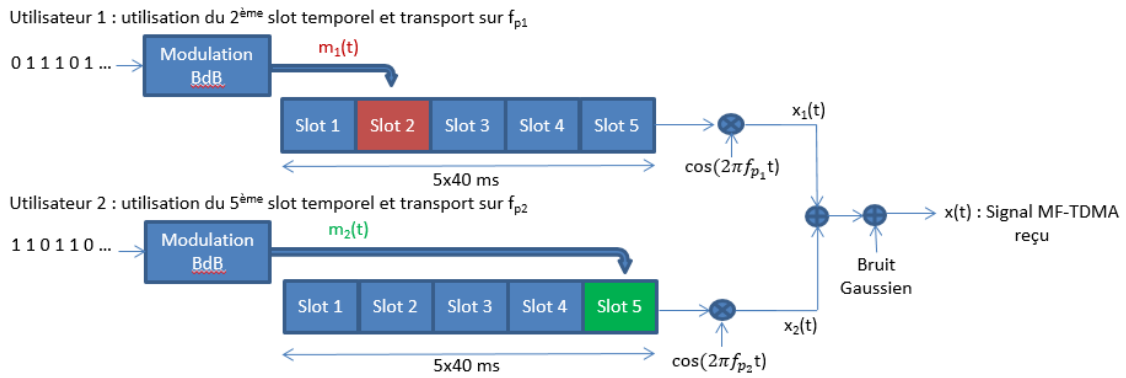 Utilisateur 1 : utilisation du 2ème slot temporel et transport sur fp1
0 1 1 1 0 1 ...
Modulation
BdB
m1(t)
Slot 1 Slot 2 Slot 3 Slot 4 Slot 5
5x40 ms
x1(t)
cos(2πfp1t)
Utilisateur 2 : utilisation du 5ème slot temporel et transport sur fp2
1 1 0 1 1 0 ...
Modulation
BdB
m2(t)
Slot 1 Slot 2 Slot 3 Slot 4 Slot 5
5x40 ms
x2(t)
cos(2πfp2t)
Bruit
Gaussien
x(t) : Signal MF-TDMA
reçu